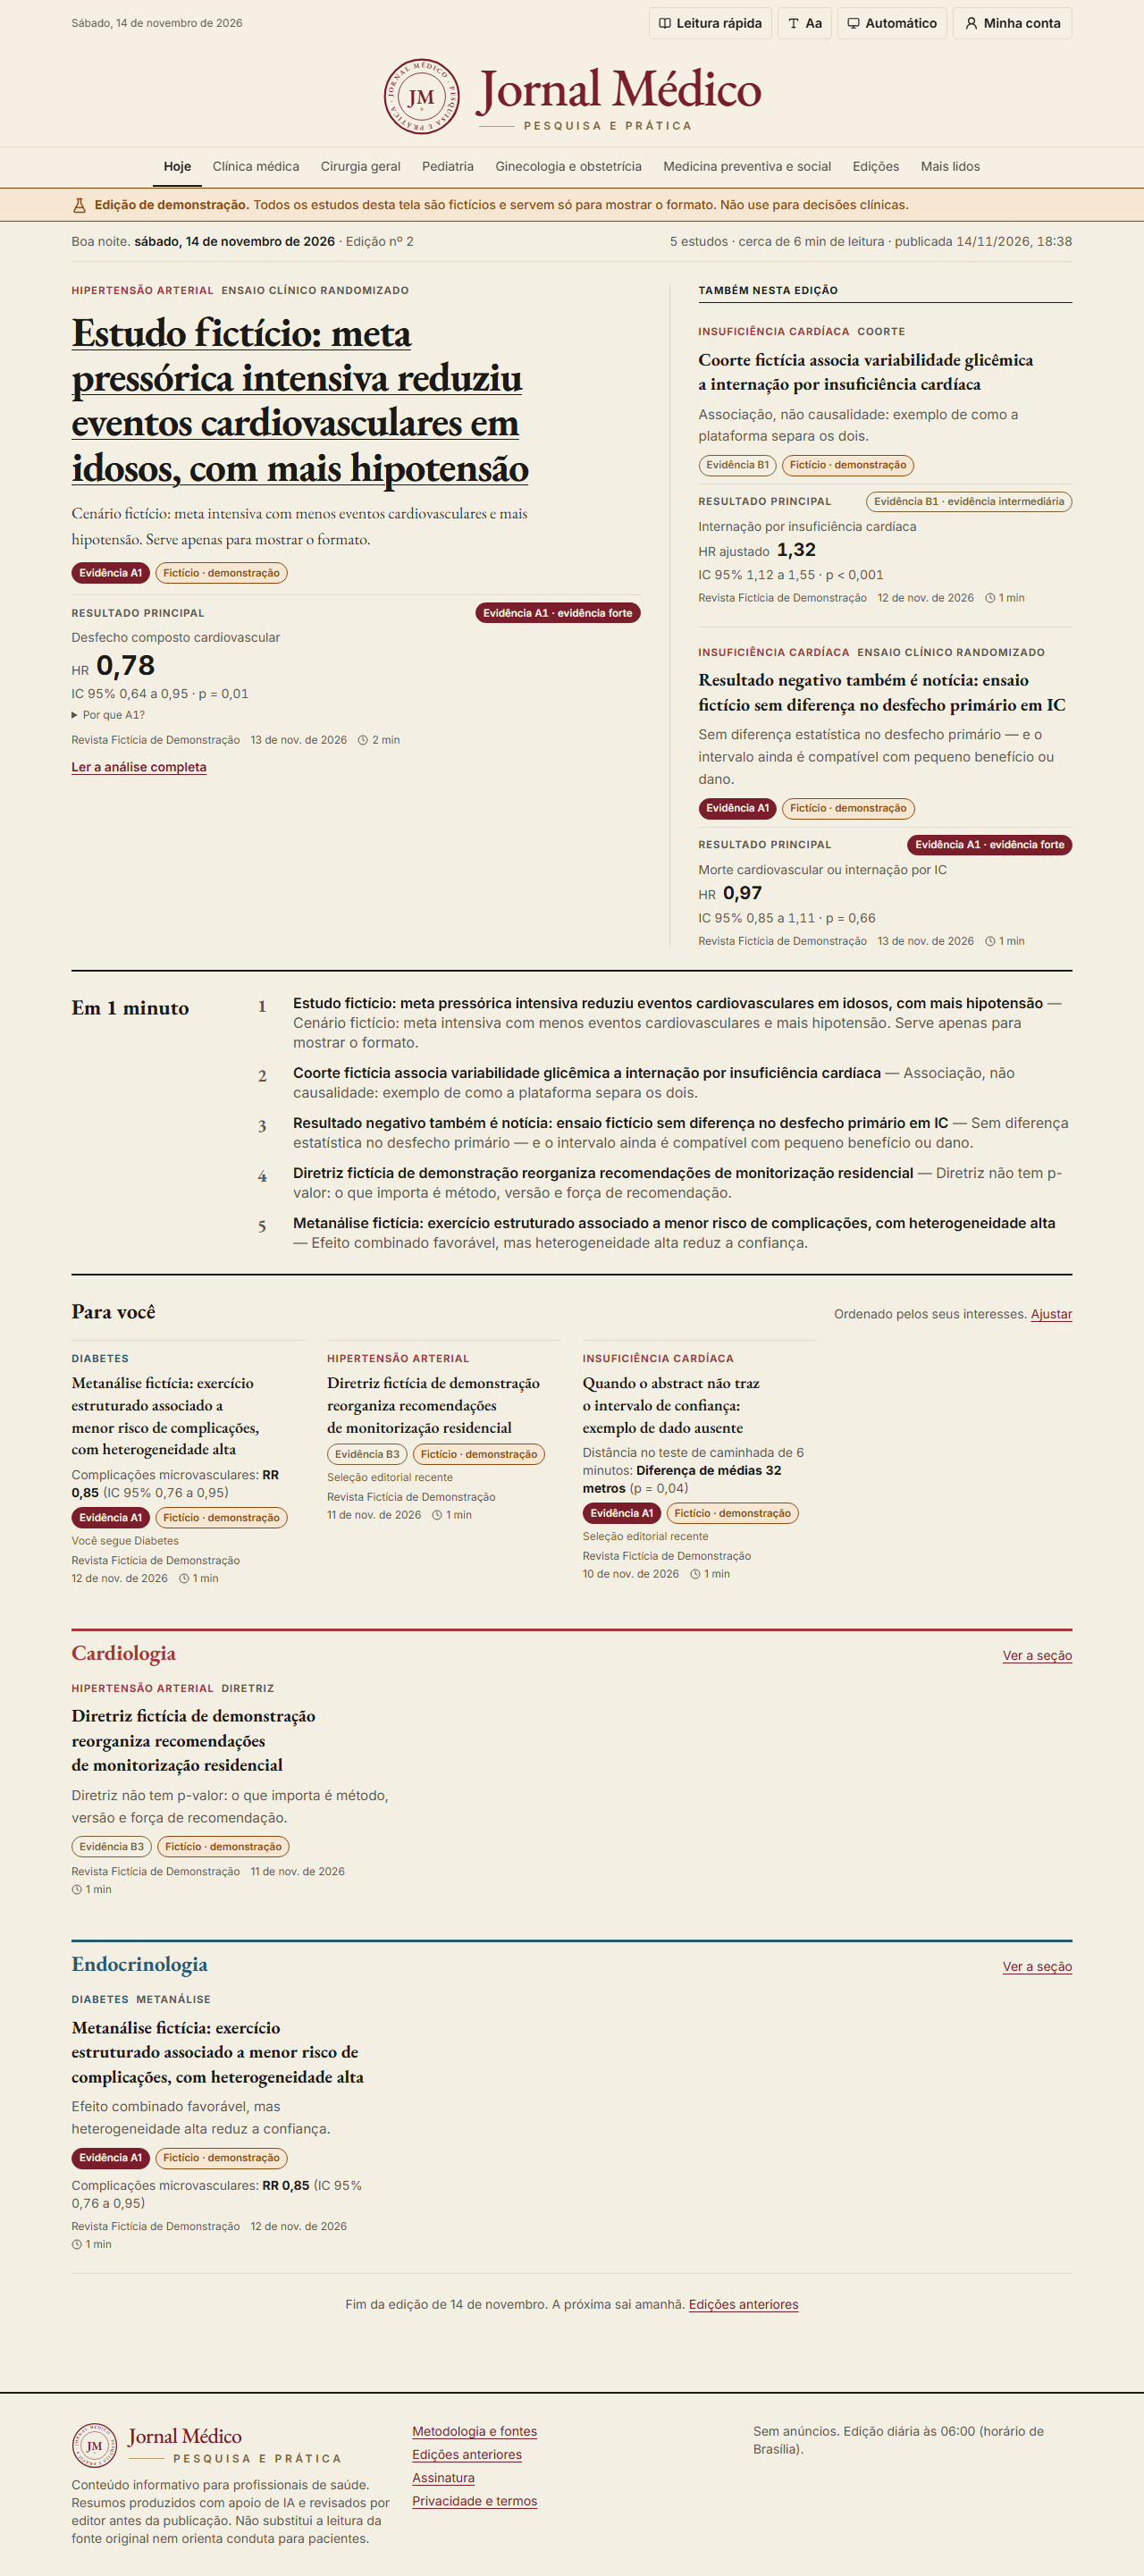 Sábado, 14 de novembro de 2026
Leitura rápida
Aa
Automático
Minha conta
JORNAL MÉDICO · PESQUISA E PRÁTICA ·
JM
Jornal Médico
PESQUISA E PRÁTICA
Hoje
Clínica médica
Cirurgia geral
Pediatria
Ginecologia e obstetrícia
Medicina preventiva e social
Edições
Mais lidos
Edição de demonstração. Todos os estudos desta tela são fictícios e servem só para mostrar o formato. Não use para decisões clínicas.
Boa noite. sábado, 14 de novembro de 2026 · Edição nº 2
5 estudos · cerca de 6 min de leitura · publicada 14/11/2026, 18:38
HIPERTENSÃO ARTERIAL ENSAIO CLÍNICO RANDOMIZADO
Estudo fictício: meta
pressórica intensiva reduziu
eventos cardiovasculares em
idosos, com mais hipotensão
Cenário fictício: meta intensiva com menos eventos cardiovasculares e mais
hipotensão. Serve apenas para mostrar o formato.
Evidência A1
Fictício · demonstração
RESULTADO PRINCIPAL
Evidência A1 · evidência forte
Desfecho composto cardiovascular
HR 0,78
IC 95% 0,64 a 0,95 · p = 0,01
Por que A1?
Revista Fictícia de Demonstração 13 de nov. de 2026 2 min
Ler a análise completa
TAMBÉM NESTA EDIÇÃO
INSUFICIÊNCIA CARDÍACA COORTE
Coorte fictícia associa variabilidade glicêmica
a internação por insuficiência cardíaca
Associação, não causalidade: exemplo de como a
plataforma separa os dois.
Evidência B1
Fictício · demonstração
RESULTADO PRINCIPAL
Evidência B1 · evidência intermediária
Internação por insuficiência cardíaca
HR ajustado 1,32
IC 95% 1,12 a 1,55 · p < 0,001
Revista Fictícia de Demonstração 12 de nov. de 2026 1 min
INSUFICIÊNCIA CARDÍACA ENSAIO CLÍNICO RANDOMIZADO
Resultado negativo também é notícia: ensaio
fictício sem diferença no desfecho primário em IC
Sem diferença estatística no desfecho primário — e o
intervalo ainda é compatível com pequeno benefício ou
dano.
Evidência A1
Fictício · demonstração
RESULTADO PRINCIPAL
Evidência A1 · evidência forte
Morte cardiovascular ou internação por IC
HR 0,97
IC 95% 0,85 a 1,11 · p = 0,66
Revista Fictícia de Demonstração 13 de nov. de 2026 1 min
Em 1 minuto
1 Estudo fictício: meta pressórica intensiva reduziu eventos cardiovasculares em idosos, com mais hipotensão —
Cenário fictício: meta intensiva com menos eventos cardiovasculares e mais hipotensão. Serve apenas para
mostrar o formato.
2 Coorte fictícia associa variabilidade glicêmica a internação por insuficiência cardíaca — Associação, não
causalidade: exemplo de como a plataforma separa os dois.
3 Resultado negativo também é notícia: ensaio fictício sem diferença no desfecho primário em IC — Sem diferença
estatística no desfecho primário — e o intervalo ainda é compatível com pequeno benefício ou dano.
4 Diretriz fictícia de demonstração reorganiza recomendações de monitorização residencial — Diretriz não tem p-
valor: o que importa é método, versão e força de recomendação.
5 Metanálise fictícia: exercício estruturado associado a menor risco de complicações, com heterogeneidade alta
— Efeito combinado favorável, mas heterogeneidade alta reduz a confiança.
Para você
Ordenado pelos seus interesses. Ajustar
DIABETES
Metanálise fictícia: exercício
estruturado associado a
menor risco de complicações,
com heterogeneidade alta
Complicações microvasculares: RR
0,85 (IC 95% 0,76 a 0,95)
Evidência A1
Fictício · demonstração
Você segue Diabetes
Revista Fictícia de Demonstração
12 de nov. de 2026 1 min
HIPERTENSÃO ARTERIAL
Diretriz fictícia de demonstração
reorganiza recomendações
de monitorização residencial
Evidência B3
Fictício · demonstração
Seleção editorial recente
Revista Fictícia de Demonstração
11 de nov. de 2026 1 min
INSUFICIÊNCIA CARDÍACA
Quando o abstract não traz
o intervalo de confiança:
exemplo de dado ausente
Distância no teste de caminhada de 6
minutos: Diferença de médias 32
metros (p = 0,04)
Evidência A1
Fictício · demonstração
Seleção editorial recente
Revista Fictícia de Demonstração
10 de nov. de 2026 1 min
Cardiologia
Ver a seção
HIPERTENSÃO ARTERIAL DIRETRIZ
Diretriz fictícia de demonstração
reorganiza recomendações
de monitorização residencial
Diretriz não tem p-valor: o que importa é método,
versão e força de recomendação.
Evidência B3
Fictício · demonstração
Revista Fictícia de Demonstração 11 de nov. de 2026
1 min
Endocrinologia
Ver a seção
DIABETES METANÁLISE
Metanálise fictícia: exercício
estruturado associado a menor risco de
complicações, com heterogeneidade alta
Efeito combinado favorável, mas
heterogeneidade alta reduz a confiança.
Evidência A1
Fictício · demonstração
Complicações microvasculares: RR 0,85 (IC 95%
0,76 a 0,95)
Revista Fictícia de Demonstração 12 de nov. de 2026
1 min
Fim da edição de 14 de novembro. A próxima sai amanhã. Edições anteriores
JM
Jornal Médico
PESQUISA E PRÁTICA
Conteúdo informativo para profissionais de saúde.
Resumos produzidos com apoio de IA e revisados por
editor antes da publicação. Não substitui a leitura da
fonte original nem orienta conduta para pacientes.
Metodologia e fontes
Edições anteriores
Assinatura
Privacidade e termos
Sem anúncios. Edição diária às 06:00 (horário de
Brasília).